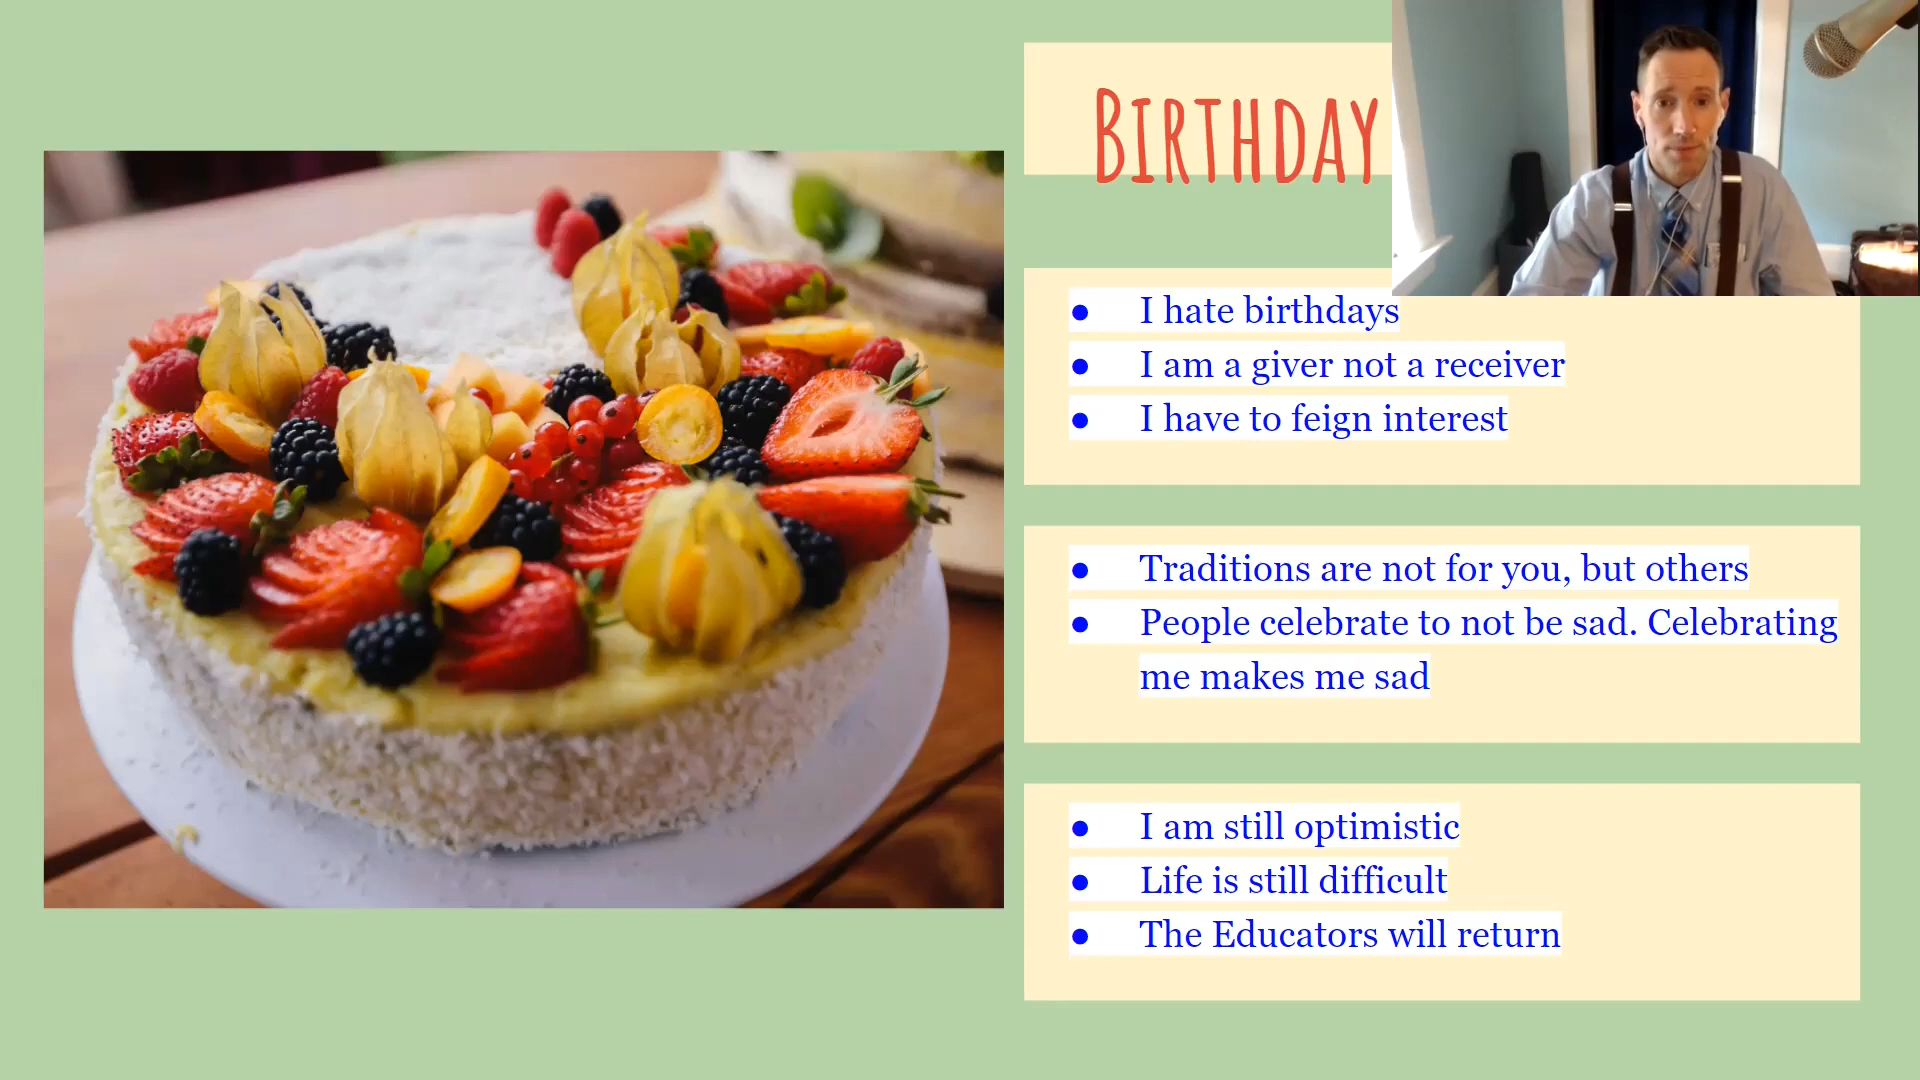 BIRTHDAY
● I hate birthdays
● I am a giver not a receiver
● I have to feign interest
● Traditions are not for you, but others
● People celebrate to not be sad. Celebrating
me makes me sad
● I am still optimistic
● Life is still difficult
● The Educators will return